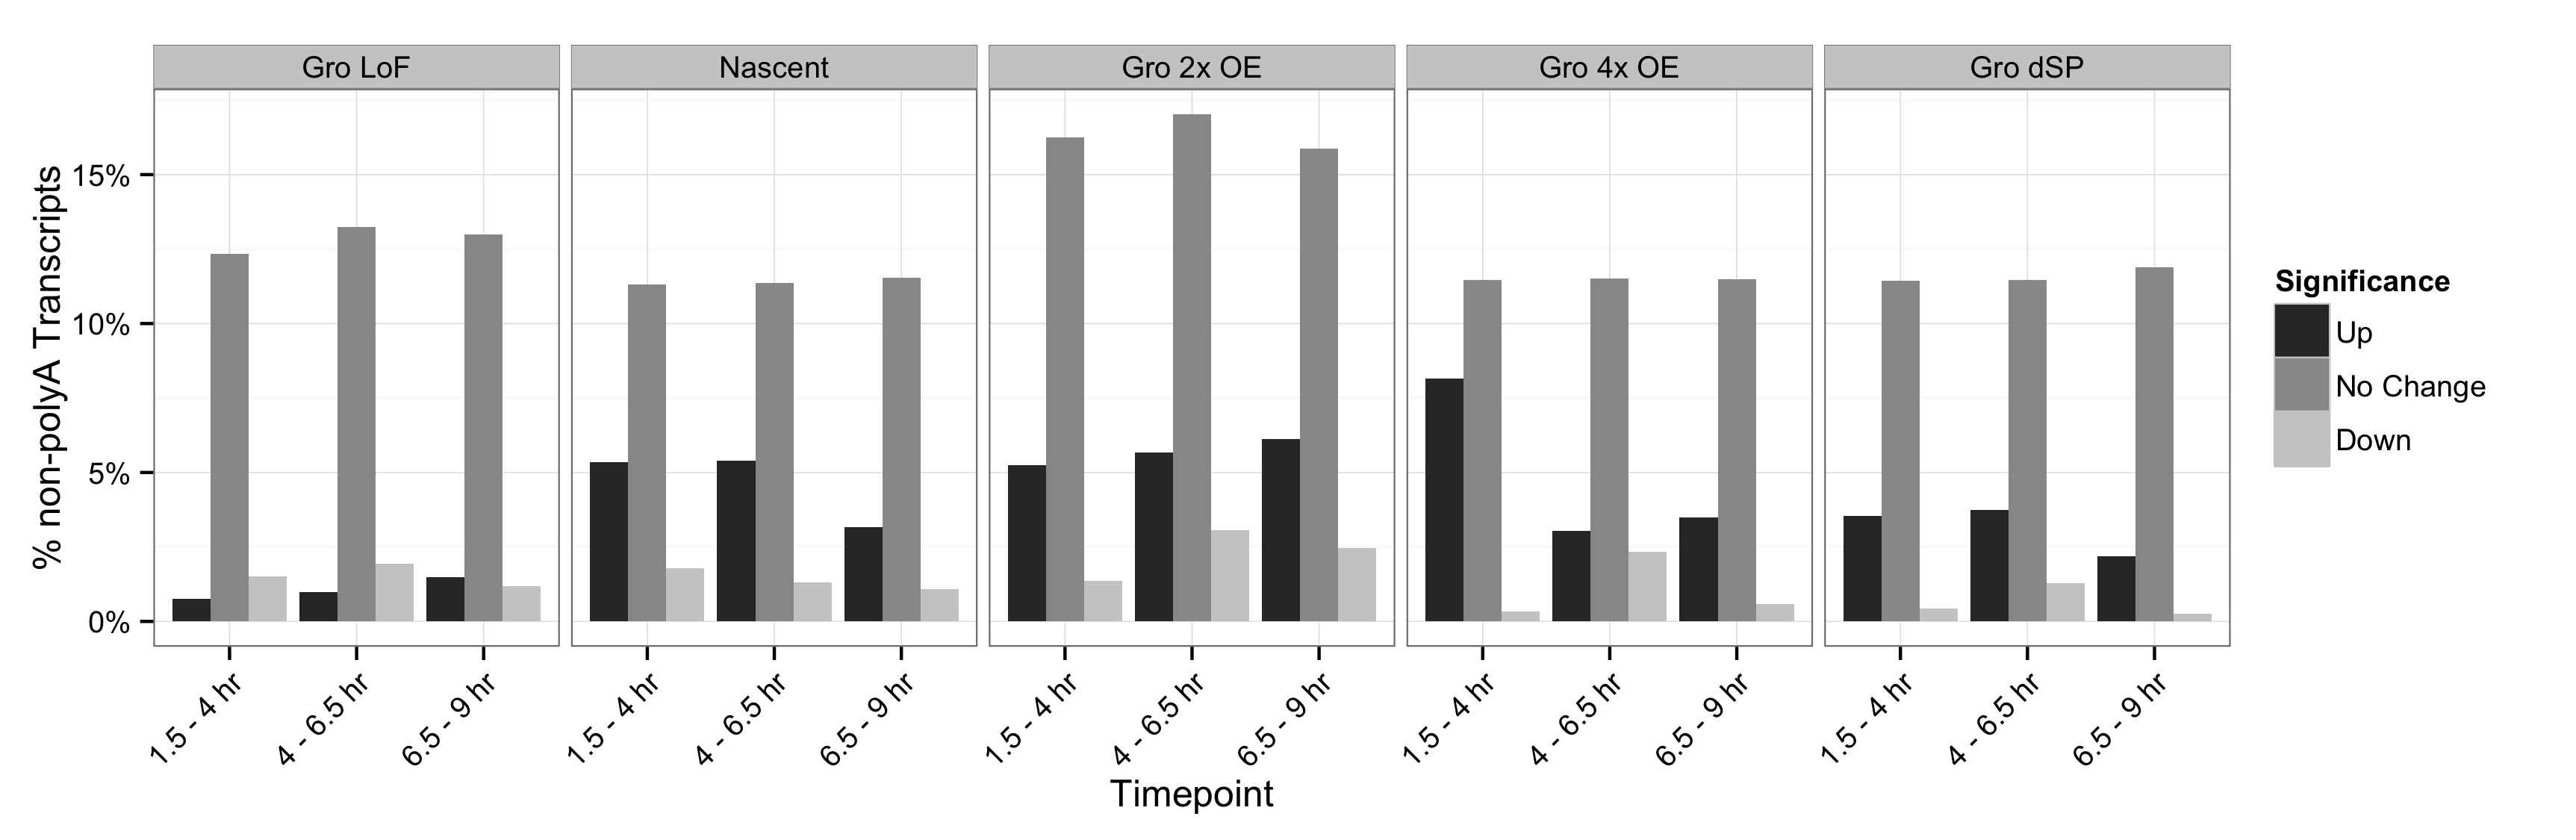 Gro LoF
Nascent
Gro 2x OE
Gro 4x OE
Gro dSP
% non-polyA Transcripts
15%
10%
5%
0%
1.5 - 4 hr
4 - 6.5 hr
6.5 - 9 hr
1.5 - 4 hr
4 - 6.5 hr
6.5 - 9 hr
1.5 - 4 hr
4 - 6.5 hr
6.5 - 9 hr
1.5 - 4 hr
4 - 6.5 hr
6.5 - 9 hr
1.5 - 4 hr
4 - 6.5 hr
6.5 - 9 hr
Timepoint
Significance
Up
No Change
Down